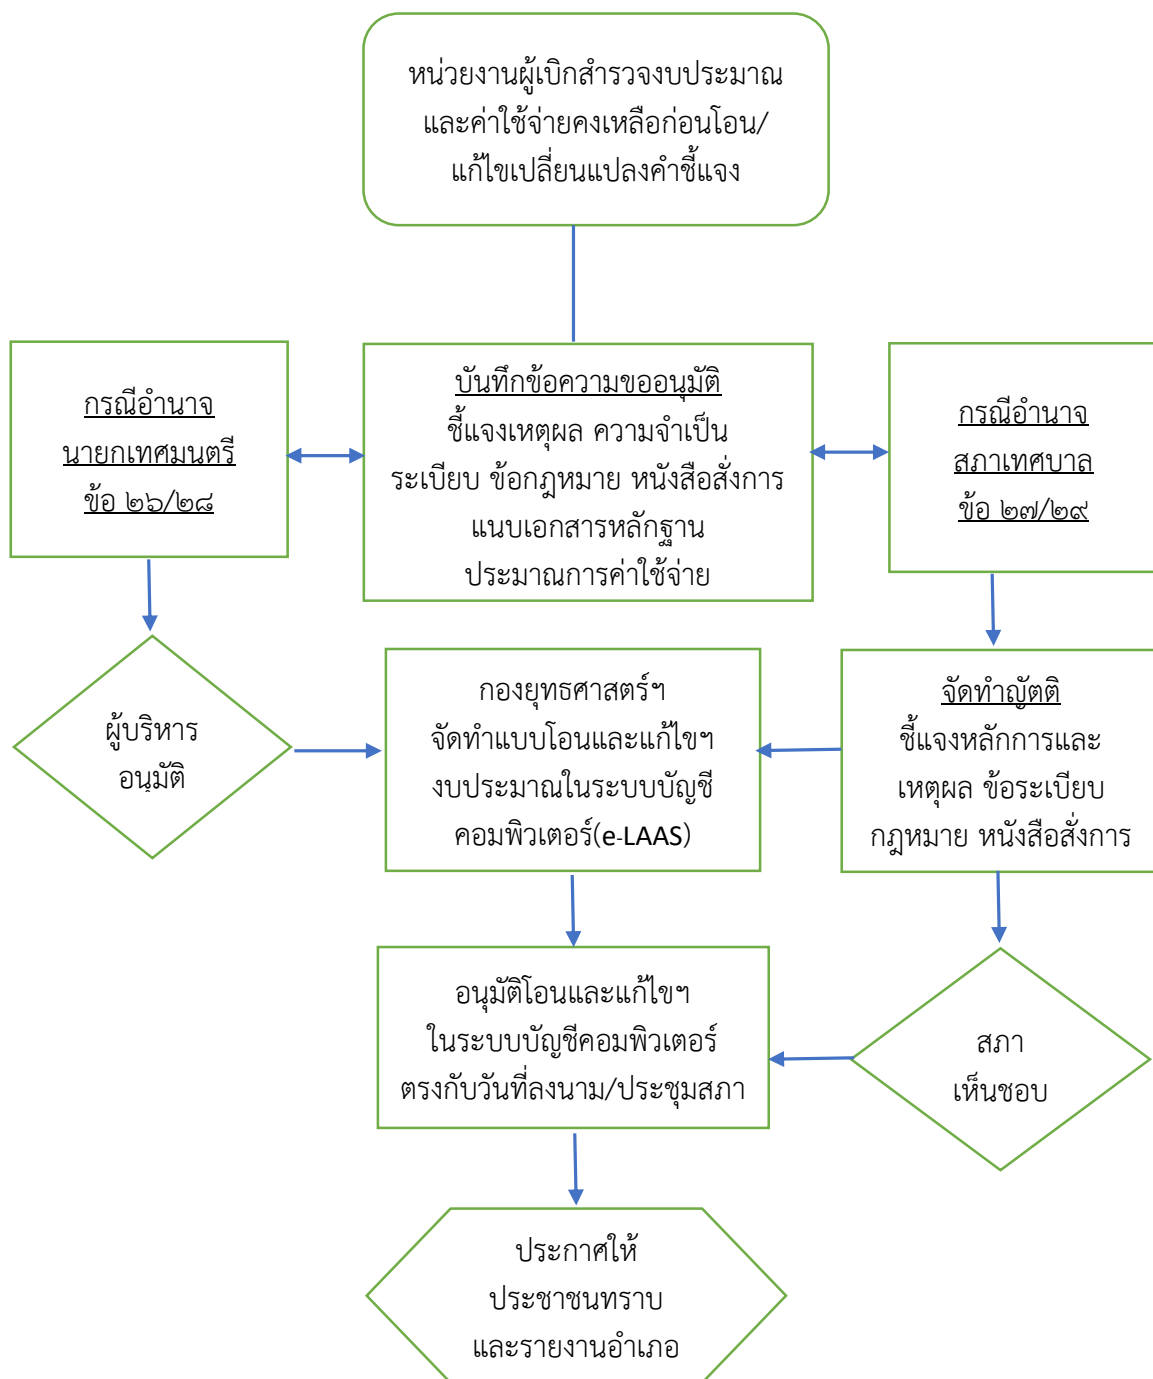 หน่วยงานผู้เบิกสำรวจงบประมาณ
และค่าใช้จ่ายคงเหลือก่อนโอน/
แก้ไขเปลี่ยนแปลงคำชี้แจง
กรณีอำนาจ
นายกเทศมนตรี
ข้อ ๒๖/๒๘
บันทึกข้อความขออนุมัติ
ชี้แจงเหตุผล ความจำเป็น
ระเบียบ ข้อกฎหมาย หนังสือสั่งการ
แนบเอกสารหลักฐาน
ประมาณการค่าใช้จ่าย
กรณีอำนาจ
สภาเทศบาล
ข้อ ๒๗/๒๙
ผู้บริหาร
อนุมัติ
กองยุทธศาสตร์ฯ
จัดทำแบบโอนและแก้ไขฯ
งบประมาณในระบบบัญชี
คอมพิวเตอร์(e-LAAS)
จัดทำญัตติ
ชี้แจงหลักการและ
เหตุผล ข้อระเบียบ
กฎหมาย หนังสือสั่งการ
อนุมัติโอนและแก้ไขฯ
ในระบบบัญชีคอมพิวเตอร์
ตรงกับวันที่ลงนาม/ประชุมสภา
สภา
เห็นชอบ
ประกาศให้
ประชาชนทราบ
และรายงานอำเภอ